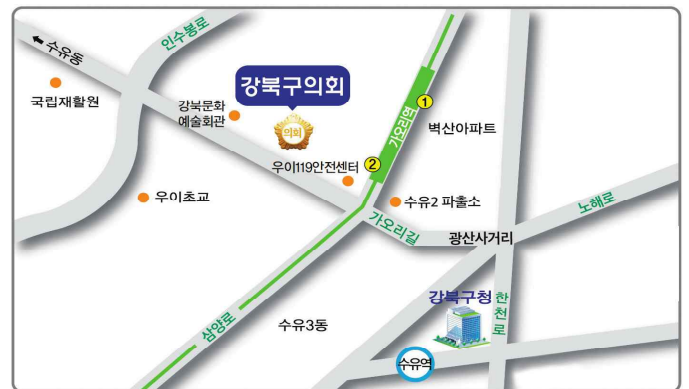 인수봉로
수유동
국립재활원
강북문화
예술회관
강북구의회
의회
1
가오리역
벽산아파트
우이119안전센터
2
우이초교
수유2 파출소
노해로
가오리길
광산사거리
삼양로
수유3동
강북구청
한천로
수유역